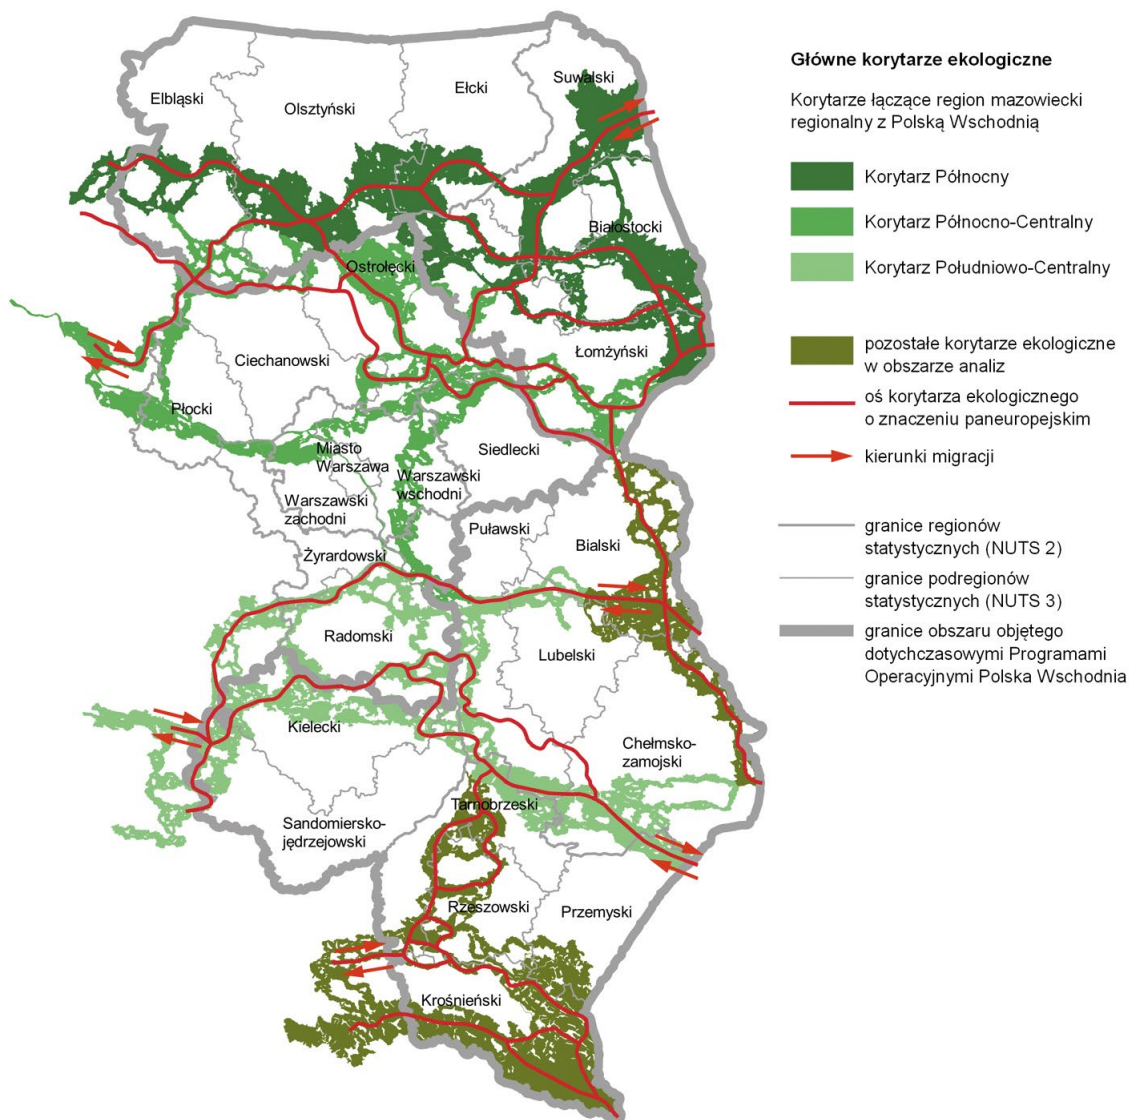 Główne korytarze ekologiczne
Korytarze łączące region mazowiecki
regionalny z Polską Wschodnią
Korytarz Północny
Korytarz Północno-Centralny
Korytarz Południowo-Centralny
pozostałe korytarze ekologiczne
w obszarze analiz
oś korytarza ekologicznego
o znaczeniu paneuropejskim
kierunki migracji
granice regionów
statystycznych (NUTS 2)
granice podregionów
statystycznych (NUTS 3)
granice obszaru objętego
dotychczasowymi Programami
Operacyjnymi Polska Wschodnia
Elbląski
Olsztyński
Ełcki
Suwalski
Białostocki
Ostrołęcki
Łomżyński
Ciechanowski
Płocki
Miasto
Warszawa
Siedlecki
Warszawski
wschodni
Warszawski
zachodni
Puławski
Bialski
Żyrardowski
Radomski
Lubelski
Kielecki
Chełmsko-
zamojski
Tarnobrzeski
Sandomiersko-
jędrzejowski
Rzeszowski
Przemyski
Krośnieński